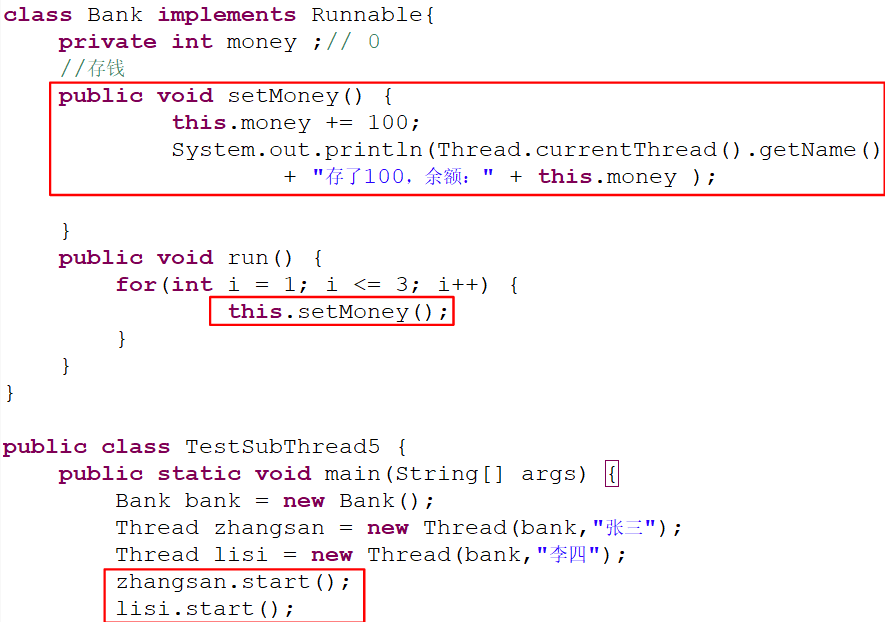 class Bank implements Runnable{
    private int money ;// 0
    //存钱
    public void setMoney() {
            this.money += 100;
            System.out.println(Thread.currentThread().getName()
                    + "存了100，余额：" + this.money );
    }
    public void run() {
        for(int i = 1; i <= 3; i++) {
                this.setMoney();
        }
    }
}
public class TestSubThread5 {
    public static void main(String[] args) {
        Bank bank = new Bank();
        Thread zhangsan = new Thread(bank,"张三");
        Thread lisi = new Thread(bank,"李四");
        zhangsan.start();
        lisi.start();